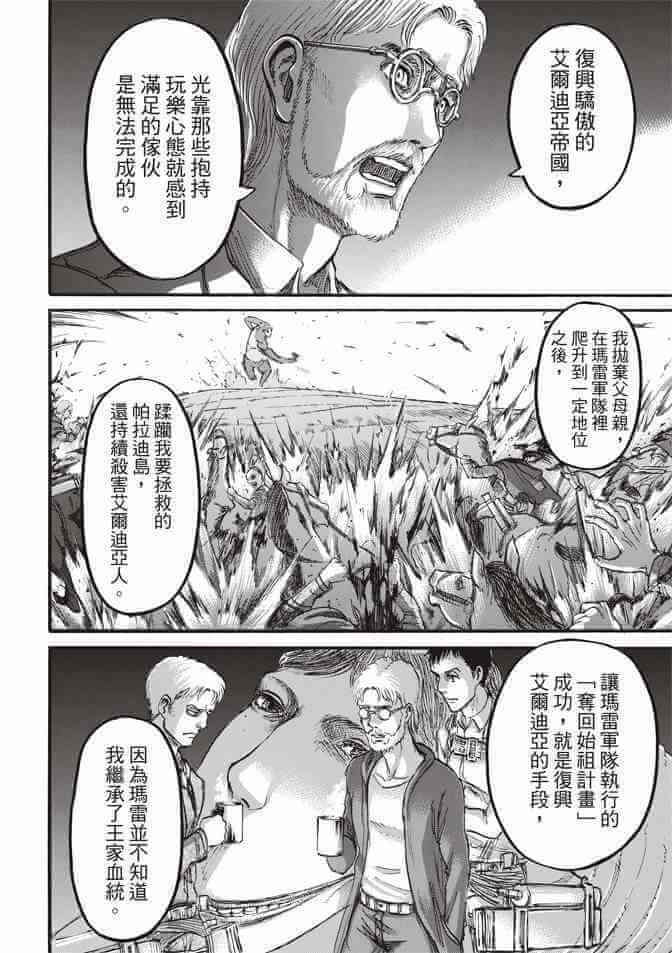 復興驕傲的
艾爾迪亞帝國，
光靠那些抱持
玩樂心態就感到
滿足的傢伙
是無法完成的。
我拋棄父母親，
在瑪雷軍隊裡
爬升到一定地位
之後，
蹂躪我要拯救的
帕拉迪島，
還持續殺害艾爾迪亞人。
讓瑪雷軍隊執行的
「奪回始祖計畫」
成功，就是復興
艾爾迪亞的手段，
因為瑪雷並不知道
我繼承了王家血統。